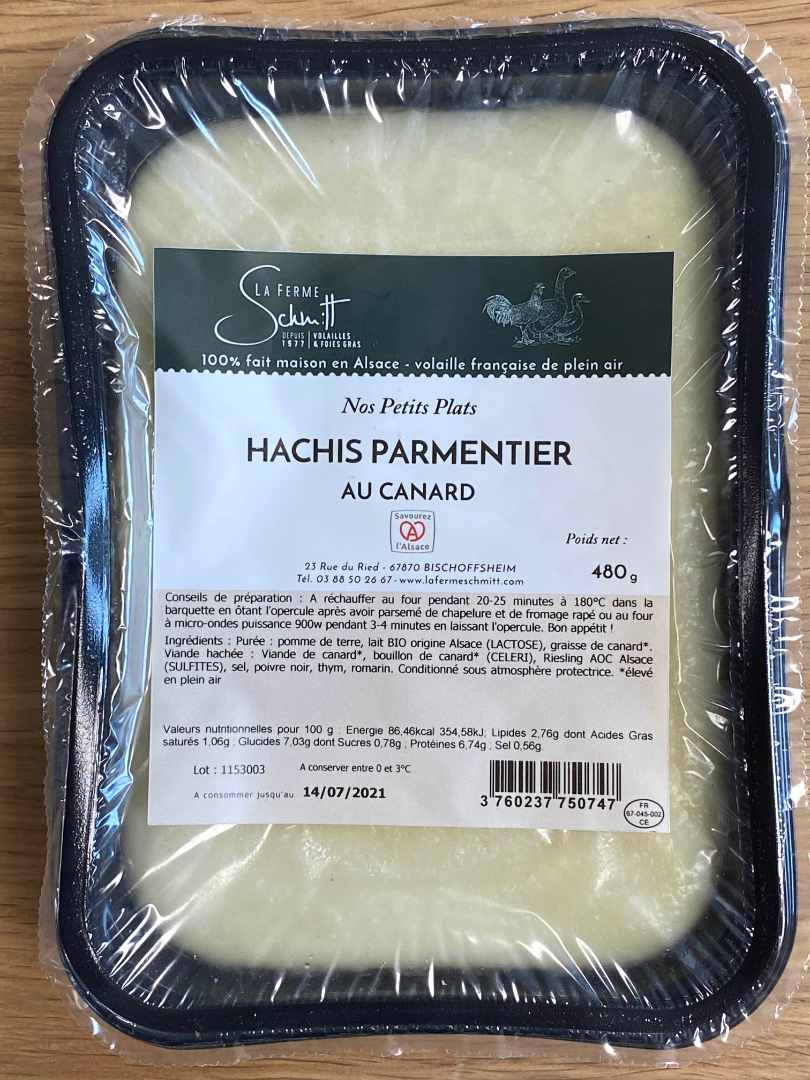 LA FERME
Schmitt
DEPUIS 1977 | VOLAILLES & FOIES GRAS
100% fait maison en Alsace - volaille française de plein air
Nos Petits Plats
HACHIS PARMENTIER
AU CANARD
Savourez
l'Alsace
Poids net :
23 Rue du Ried - 67870 BISCHOFFSHEIM
Tél. 03 88 50 26 67 - www.lafermeschmitt.com
480 g
Conseils de préparation : A réchauffer au four pendant 20-25 minutes à 180°C dans la
barquette en ôtant l'opercule après avoir parsemé de chapelure et de fromage rapé ou au four
à micro-ondes puissance 900w pendant 3-4 minutes en laissant l'opercule. Bon appétit !
Ingrédients : Purée : pomme de terre, lait BIO origine Alsace (LACTOSE), graisse de canard*.
Viande hachée : Viande de canard*, bouillon de canard* (CELERI), Riesling AOC Alsace
(SULFITES), sel, poivre noir, thym, romarin. Conditionné sous atmosphère protectrice. *élevé
en plein air
Valeurs nutritionnelles pour 100 g : Energie 86,46kcal 354,58kJ; Lipides 2,76g dont Acides Gras
saturés 1,06g ; Glucides 7,03g dont Sucres 0,78g ; Protéines 6,74g ; Sel 0,56g.
Lot : 1153003
A conserver entre 0 et 3°C
A consommer jusqu'au 14/07/2021
3 760237 750747
FR
67-045-002
CE